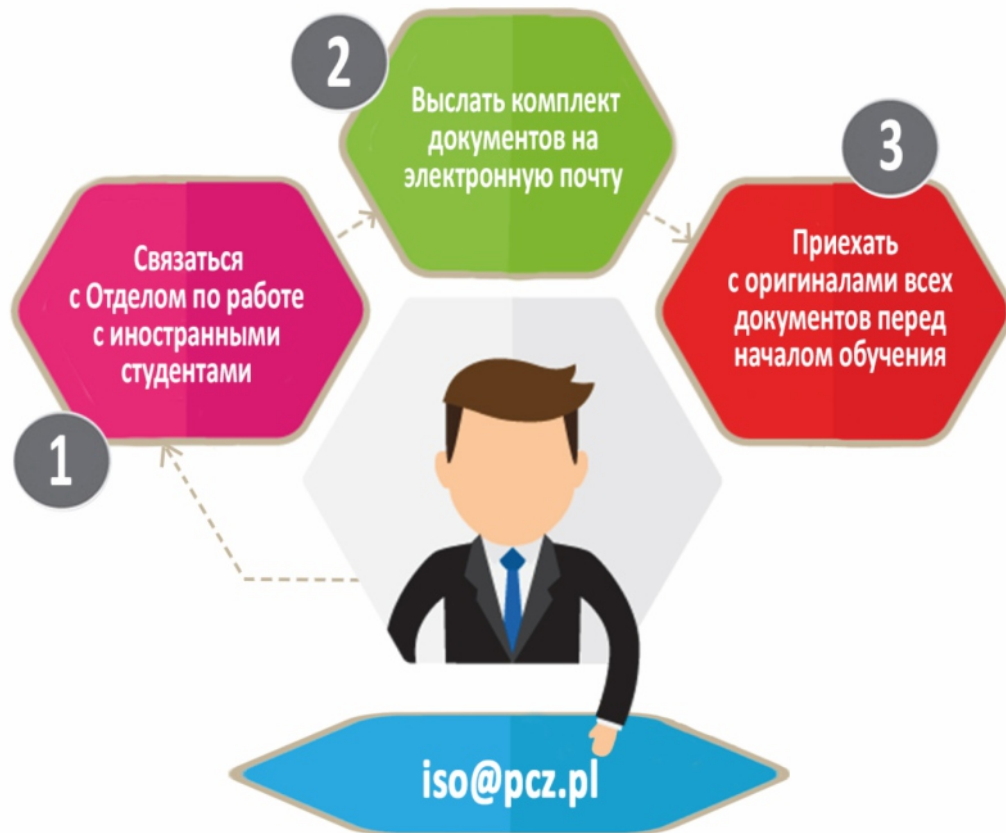 1
Связаться
с Отделом по работе
с иностранными
студентами
2
Выслать комплект
документов на
электронную почту
3
Приехать
с оригиналами всех
документов перед
началом обучения
iso@pcz.pl